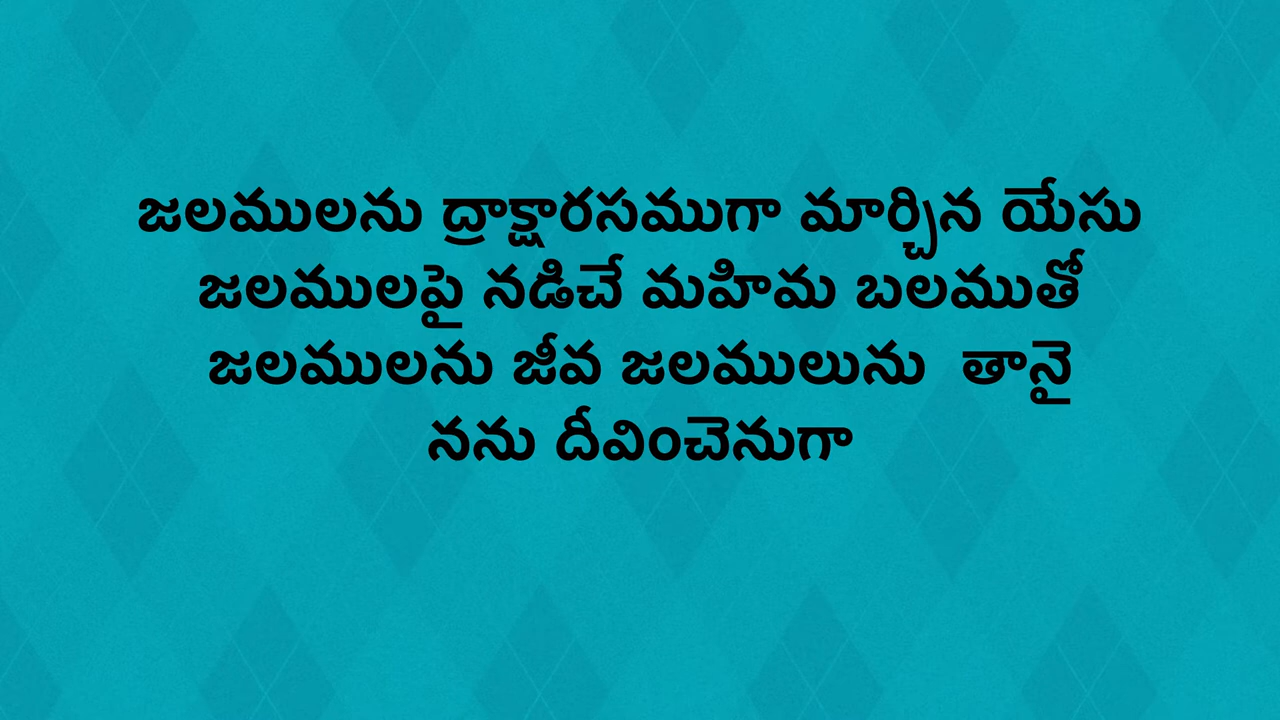 జలములను ద్రాక్షారసముగా మార్చిన యేసు
జలములపై నడిచే మహిమ బలముతో
జలములను జీవ జలములును  తానై
నను దీవించెనుగా